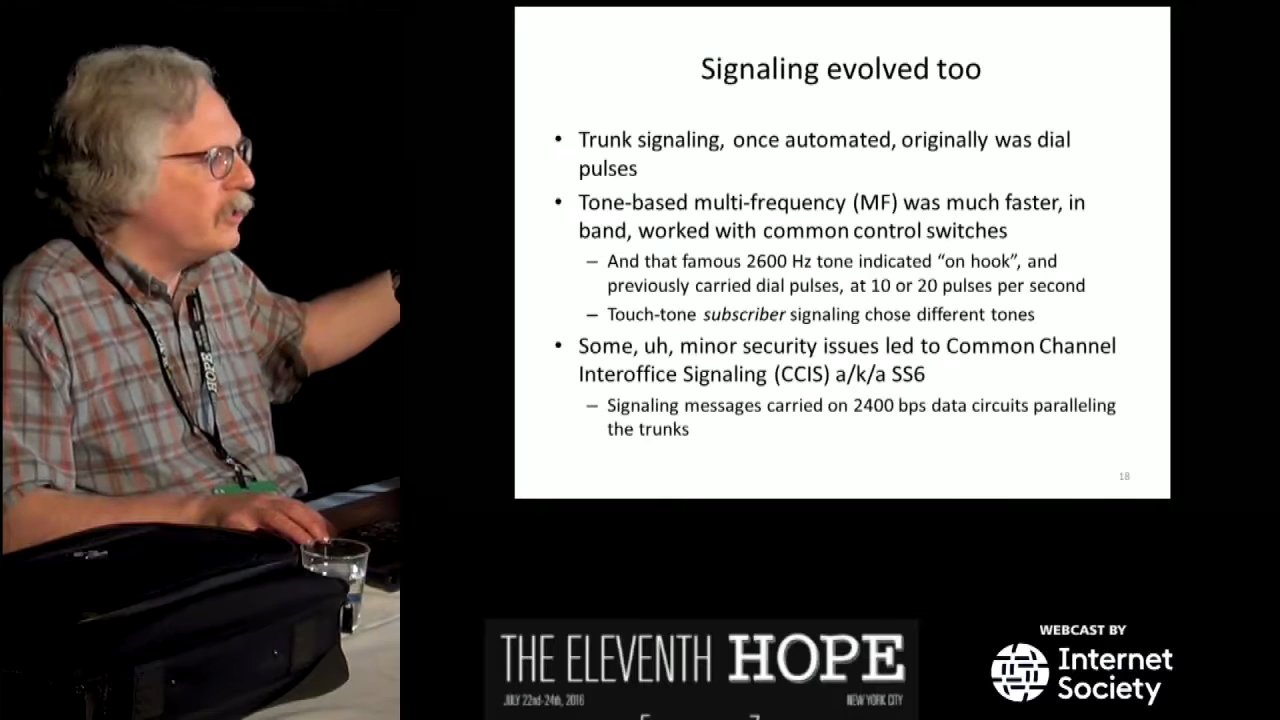 Signaling evolved too
• Trunk signaling, once automated, originally was dial
pulses
• Tone-based multi-frequency (MF) was much faster, in
band, worked with common control switches
– And that famous 2600 Hz tone indicated “on hook”, and
previously carried dial pulses, at 10 or 20 pulses per second
– Touch-tone subscriber signaling chose different tones
• Some, uh, minor security issues led to Common Channel
Interoffice Signaling (CCIS) a/k/a SS6
– Signaling messages carried on 2400 bps data circuits paralleling
the trunks
18
HOPE
THE ELEVENTH HOPE
JULY 22nd-24th, 2016
NEW YORK CITY
WEBCAST BY
Internet
Society